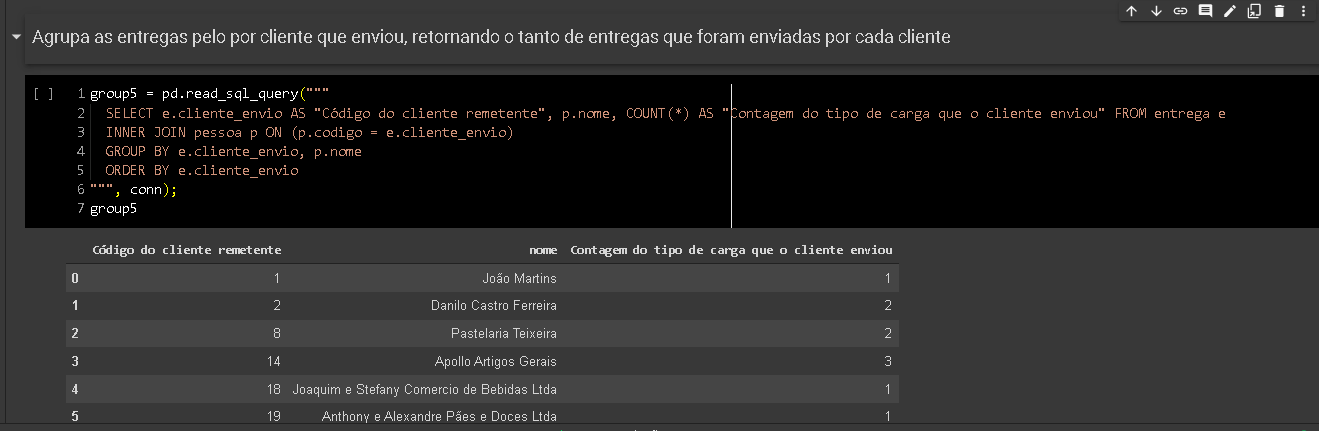 Agrupa as entregas pelo por cliente que enviou, retornando o tanto de entregas que foram enviadas por cada cliente
[ ] 1 group5 = pd.read_sql_query("""
2 SELECT e.cliente_envio AS "Código do cliente remetente", p.nome, COUNT(*) AS "Contagem do tipo de carga que o cliente enviou" FROM entrega e
3 INNER JOIN pessoa p ON (p.codigo = e.cliente_envio)
4 GROUP BY e.cliente_envio, p.nome
5 ORDER BY e.cliente_envio
6 """, conn);
7 group5
Código do cliente remetente nome Contagem do tipo de carga que o cliente enviou
0 1 João Martins 1
1 2 Danilo Castro Ferreira 2
2 8 Pastelaria Teixeira 2
3 14 Apollo Artigos Gerais 3
4 18 Joaquim e Stefany Comercio de Bebidas Ltda 1
5 19 Anthony e Alexandre Pães e Doces Ltda 1